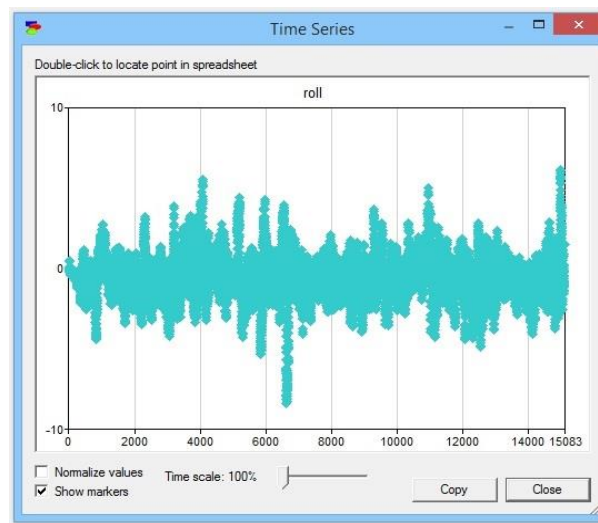 Time Series
Double-click to locate point in spreadsheet
roll
10
0
-10
0 2000 4000 6000 8000 10000 12000 14000 15083
Normalize values
Time scale: 100%
Show markers
Copy Close